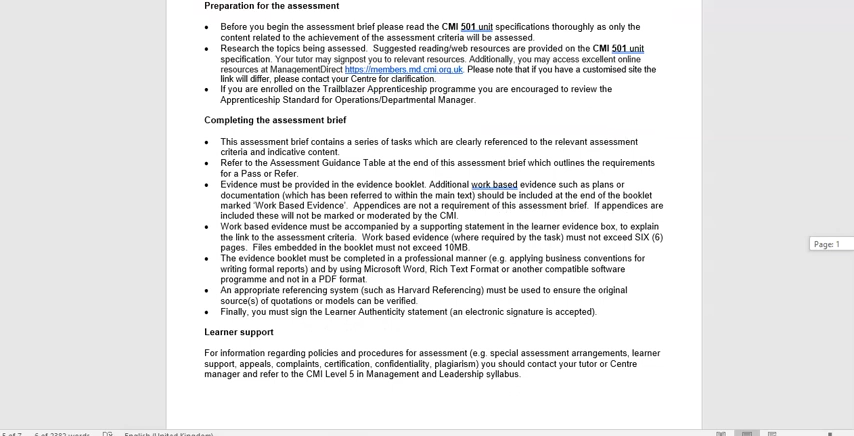 Preparation for the assessment
• Before you begin the assessment brief please read the CMI 501 unit specifications thoroughly as only the
content related to the achievement of the assessment criteria will be assessed.
• Research the topics being assessed. Suggested reading/web resources are provided on the CMI 501 unit
specification. Your tutor may signpost you to relevant resources. Additionally, you may access excellent online
resources at ManagementDirect https://members.md.cmi.org.uk. Please note that if you have a customised site the
link will differ, please contact your Centre for clarification.
• If you are enrolled on the Trailblazer Apprenticeship programme you are encouraged to review the
Apprenticeship Standard for Operations/Departmental Manager.
Completing the assessment brief
• This assessment brief contains a series of tasks which are clearly referenced to the relevant assessment
criteria and indicative content.
• Refer to the Assessment Guidance Table at the end of this assessment brief which outlines the requirements
for a Pass or Refer.
• Evidence must be provided in the evidence booklet. Additional work based evidence such as plans or
documentation (which has been referred to within the main text) should be included at the end of the booklet
marked 'Work Based Evidence'. Appendices are not a requirement of this assessment brief. If appendices are
included these will not be marked or moderated by the CMI.
• Work based evidence must be accompanied by a supporting statement in the learner evidence box, to explain
the link to the assessment criteria. Work based evidence (where required by the task) must not exceed SIX (6)
pages. Files embedded in the booklet must not exceed 10MB.
• The evidence booklet must be completed in a professional manner (e.g. applying business conventions for
writing formal reports) and by using Microsoft Word, Rich Text Format or another compatible software
programme and not in a PDF format.
• An appropriate referencing system (such as Harvard Referencing) must be used to ensure the original
source(s) of quotations or models can be verified.
• Finally, you must sign the Learner Authenticity statement (an electronic signature is accepted).
Page: 1
Learner support
For information regarding policies and procedures for assessment (e.g. special assessment arrangements, learner
support, appeals, complaints, certification, confidentiality, plagiarism) you should contact your tutor or Centre
manager and refer to the CMI Level 5 in Management and Leadership syllabus.
5 of 7 6 of 2382 words English (United Kingdom)